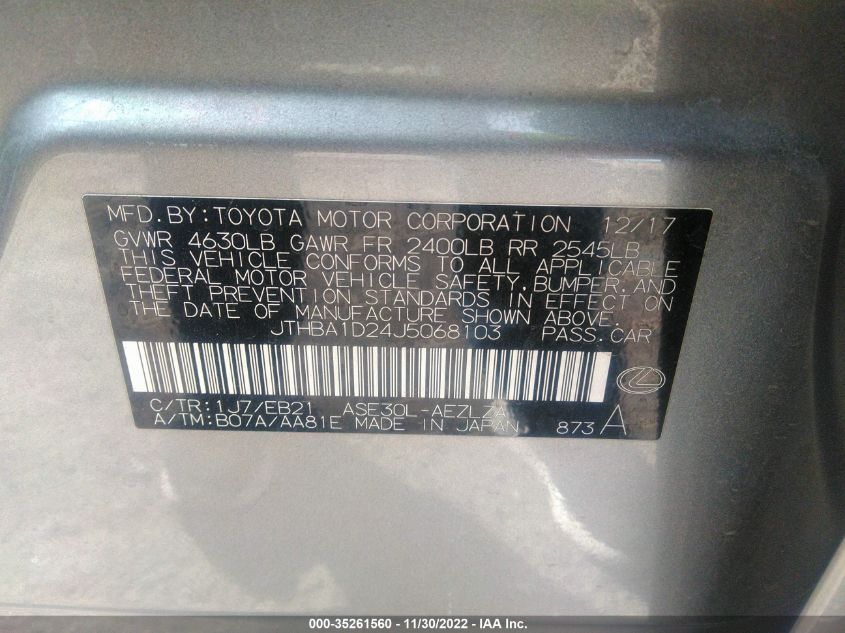 MFD.BY:TOYOTA MOTOR CORPORATION 12/17
GVWR 4630LB GAWR FR 2400LB RR 2545LB
THIS VEHICLE CONFORMS TO ALL APPLICABLE
FEDERAL MOTOR VEHICLE SAFETY,BUMPER,AND
THEFT PREVENTION STANDARDS IN EFFECT ON
THE DATE OF MANUFACTURE SHOWN ABOVE.
JTHBA1D24J5068103 PASS.CAR
C/TR:1J7/EB21 ASE30L-AEZLZA
A/TM:B07A/AA81E MADE IN JAPAN 873A
000-35261560 - 11/30/2022 - IAA Inc.